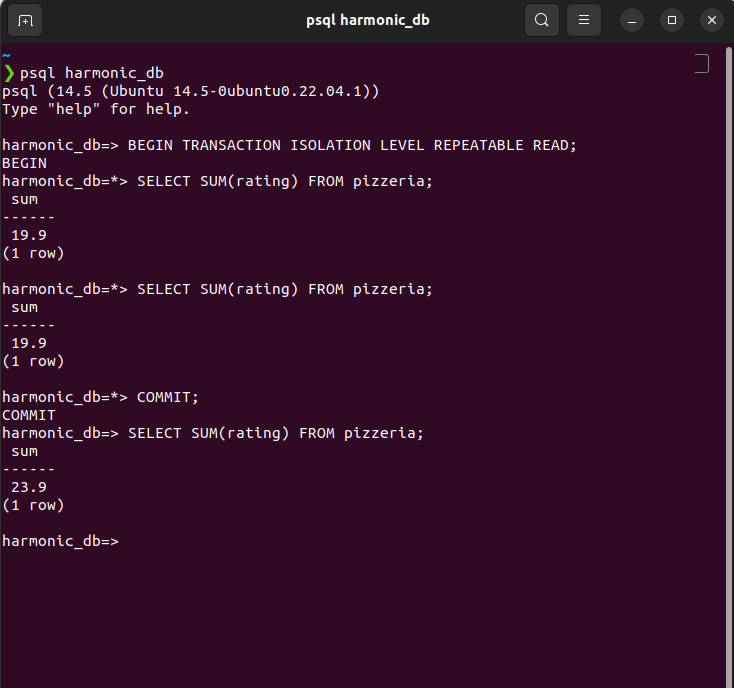 psql harmonic_db
~
❯ psql harmonic_db
psql (14.5 (Ubuntu 14.5-0ubuntu0.22.04.1))
Type "help" for help.
harmonic_db=> BEGIN TRANSACTION ISOLATION LEVEL REPEATABLE READ;
BEGIN
harmonic_db=*> SELECT SUM(rating) FROM pizzeria;
 sum
------
 19.9
(1 row)
harmonic_db=*> SELECT SUM(rating) FROM pizzeria;
 sum
------
 19.9
(1 row)
harmonic_db=*> COMMIT;
COMMIT
harmonic_db=> SELECT SUM(rating) FROM pizzeria;
 sum
------
 23.9
(1 row)
harmonic_db=>